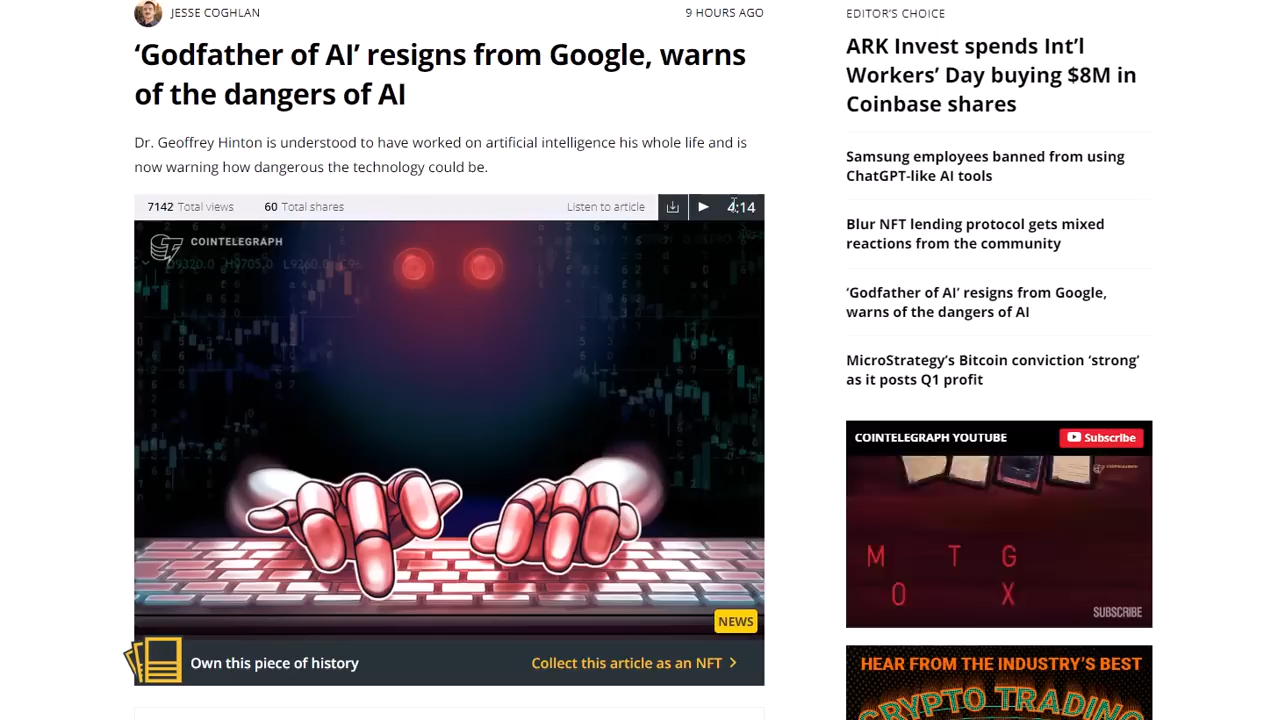 JESSE COGHLAN
9 HOURS AGO
‘Godfather of AI’ resigns from Google, warns
of the dangers of AI
Dr. Geoffrey Hinton is understood to have worked on artificial intelligence his whole life and is
now warning how dangerous the technology could be.
7142 Total views
60 Total shares
Listen to article
4:14
COINTELEGRAPH
NEWS
Own this piece of history
Collect this article as an NFT
EDITOR’S CHOICE
ARK Invest spends Int’l
Workers’ Day buying $8M in
Coinbase shares
Samsung employees banned from using
ChatGPT-like AI tools
Blur NFT lending protocol gets mixed
reactions from the community
‘Godfather of AI’ resigns from Google,
warns of the dangers of AI
MicroStrategy’s Bitcoin conviction ‘strong’
as it posts Q1 profit
COINTELEGRAPH YOUTUBE
Subscribe
M T G
O X
SUBSCRIBE
HEAR FROM THE INDUSTRY’S BEST
CRYPTO TRADING